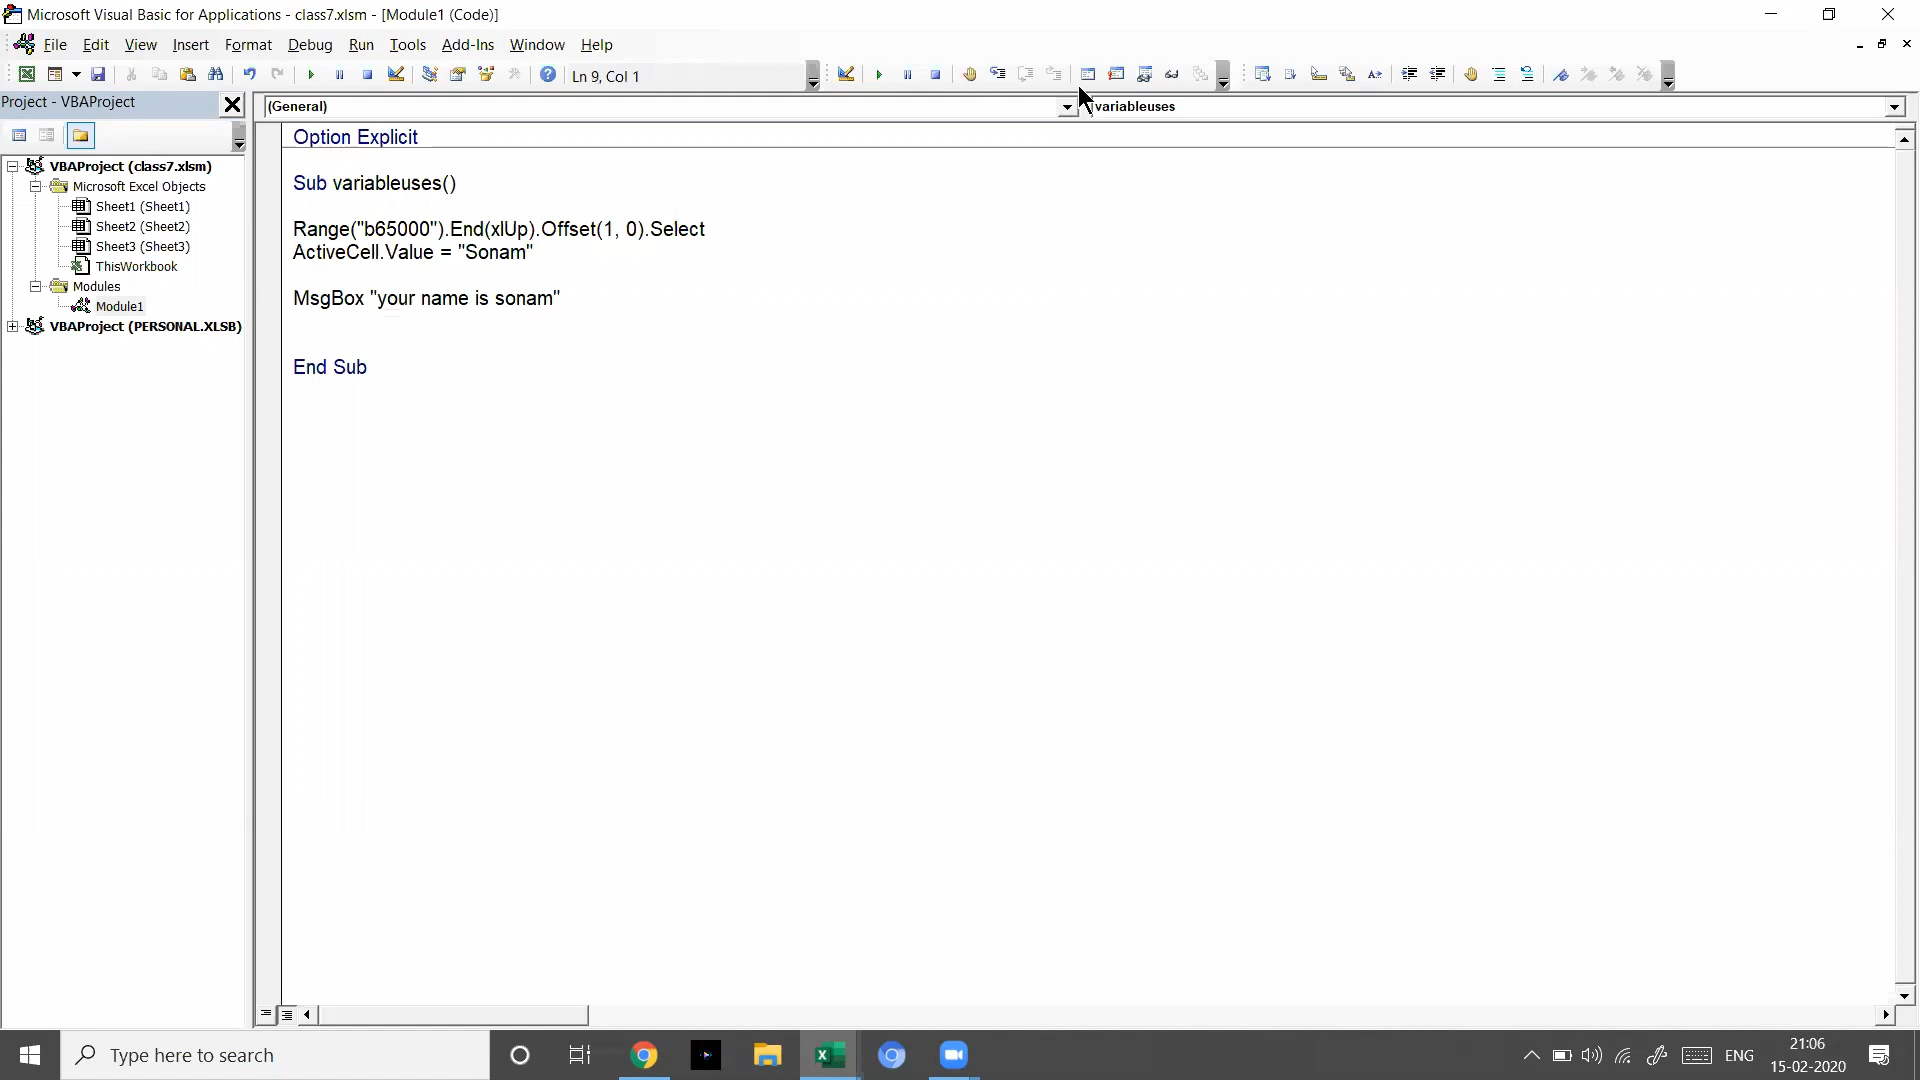 Microsoft Visual Basic for Applications - class7.xlsm - [Module1 (Code)]
File Edit View Insert Format Debug Run Tools Add-Ins Window Help
Ln 9, Col 1
Project - VBAProject
(General)
variableuses
VBAProject (class7.xlsm)
Microsoft Excel Objects
Sheet1 (Sheet1)
Sheet2 (Sheet2)
Sheet3 (Sheet3)
ThisWorkbook
Modules
Module1
VBAProject (PERSONAL.XLSB)
Option Explicit
Sub variableuses()
Range("b65000").End(xlUp).Offset(1, 0).Select
ActiveCell.Value = "Sonam"
MsgBox "your name is sonam"
End Sub
Type here to search
ENG
21:06
15-02-2020